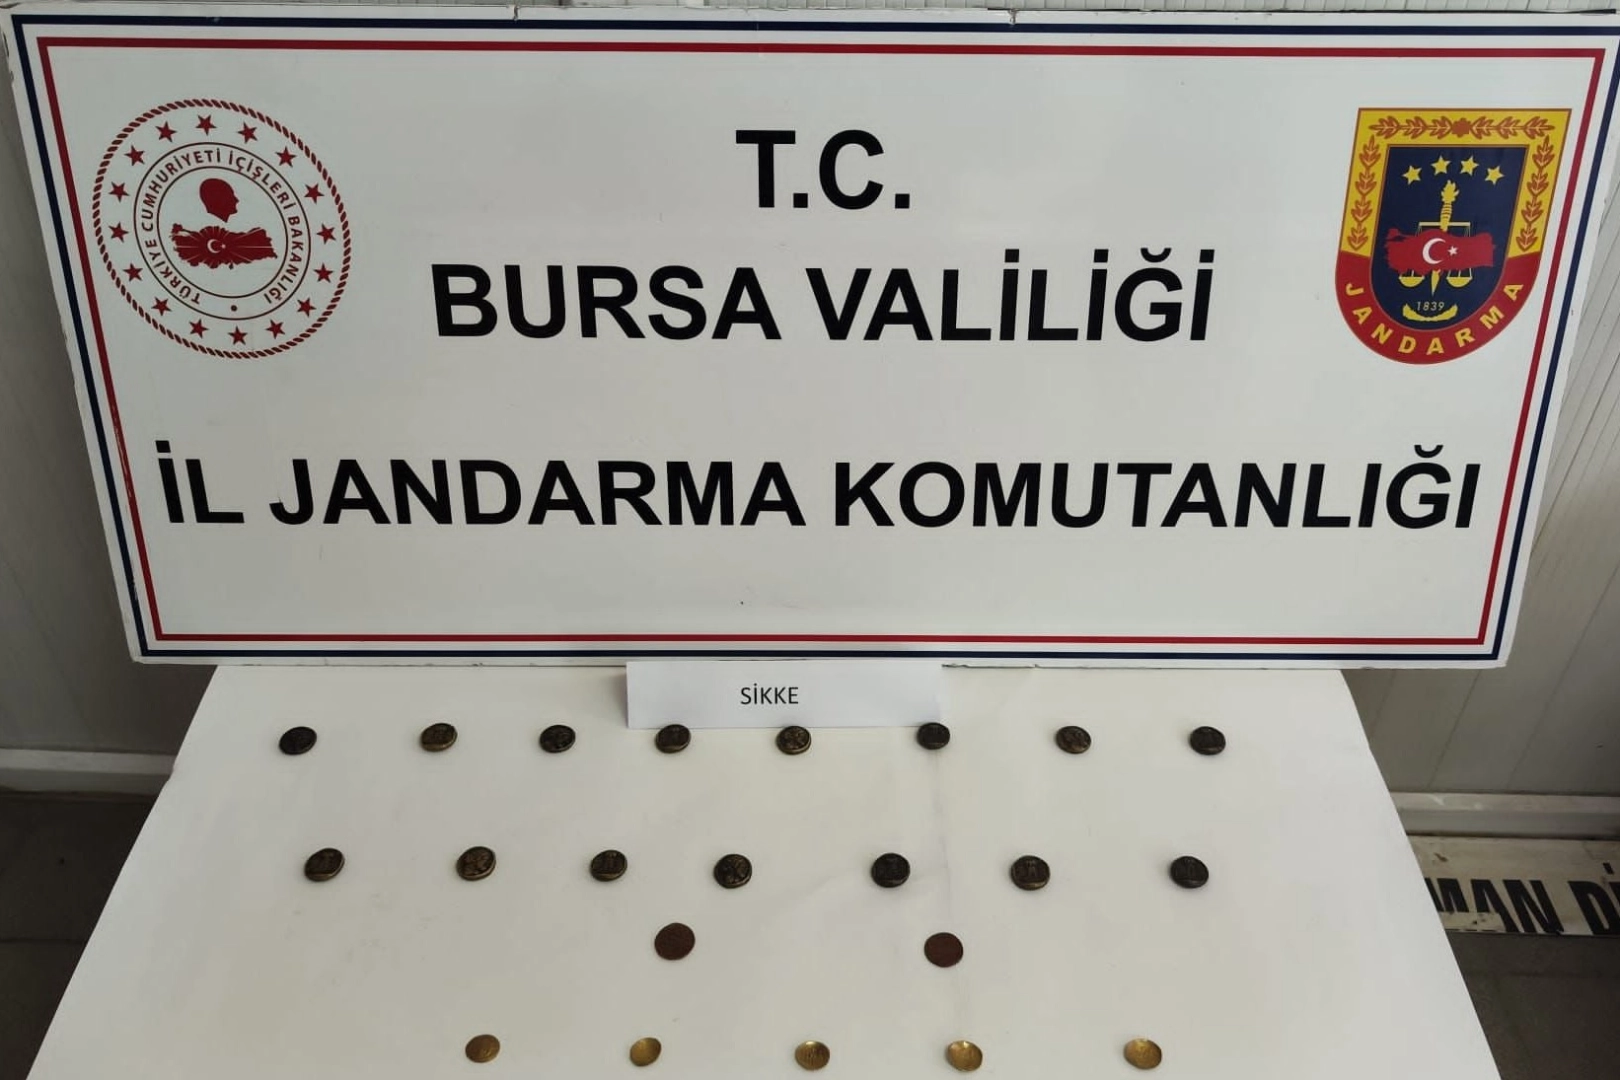 T.C.
BURSA VALİLİĞİ
İL JANDARMA KOMUTANLIĞI
TÜRKİYE CUMHURİYETİ İÇİŞLERİ BAKANLIĞI
1839
JANDARMA
SİKKE